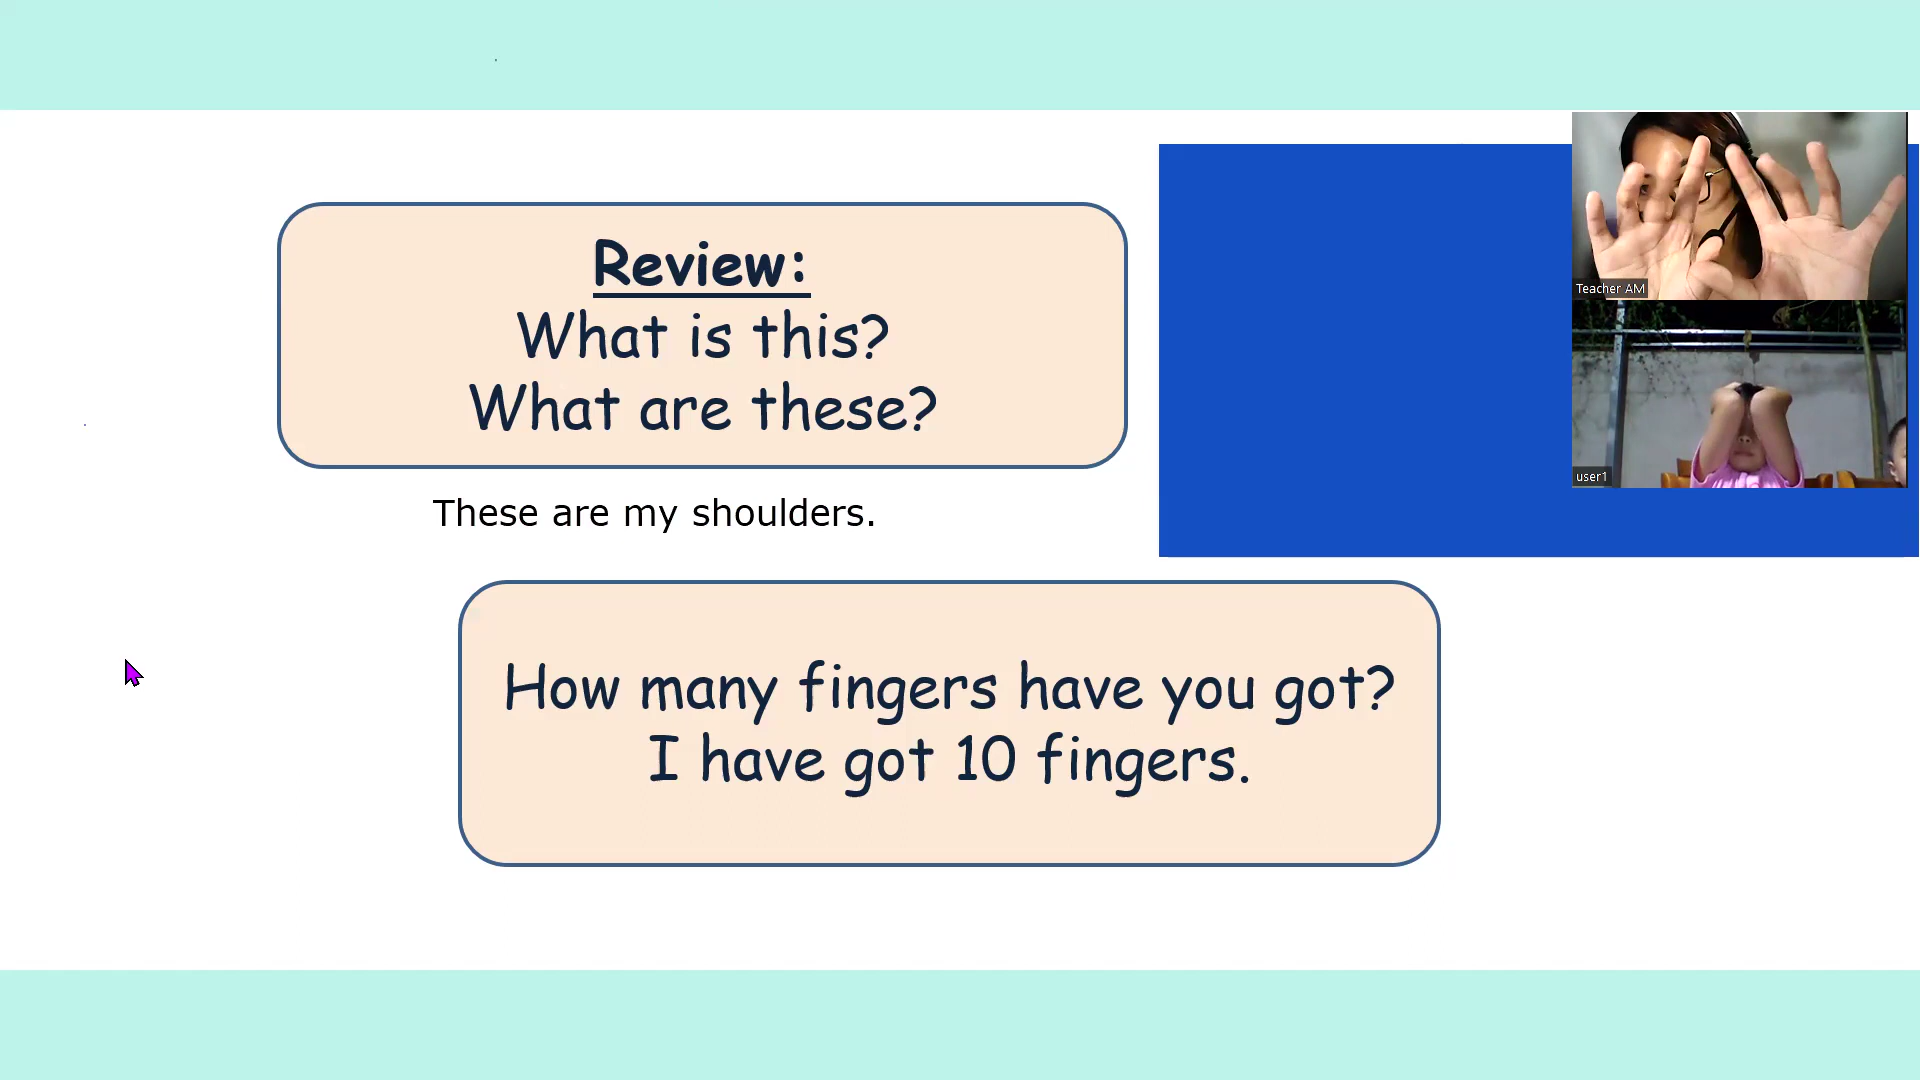 Review:
What is this?
What are these?
These are my shoulders.
How many fingers have you got?
I have got 10 fingers.
Teacher AM
user1